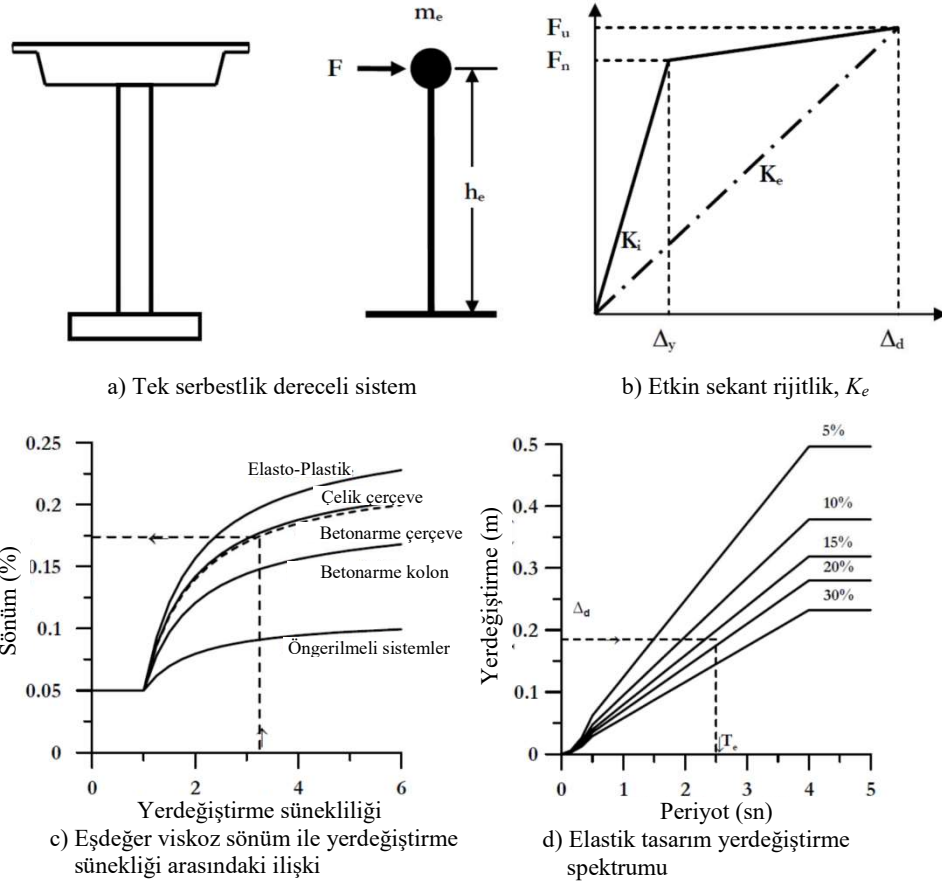 mₑ
F
hₑ
a) Tek serbestlik dereceli sistem
Fᵤ
Fₙ
Kₑ
Kᵢ
Δy
Δd
b) Etkin sekant rijitlik, Kₑ
0.25
0.2
0.15
0.1
0.05
0
Sönüm (%)
Elasto-Plastik
Çelik çerçeve
Betonarme çerçeve
Betonarme kolon
Öngerilmeli sistemler
0 2 4 6
Yerdeğiştirme sünekliliği
c) Eşdeğer viskoz sönüm ile yerdeğiştirme
sünekliği arasındaki ilişki
0.5
0.4
0.3
0.2
0.1
0
Yerdeğiştirme (m)
5%
10%
15%
20%
30%
Δd
Tₑ
0 1 2 3 4 5
Periyot (sn)
d) Elastik tasarım yerdeğiştirme
spektrumu